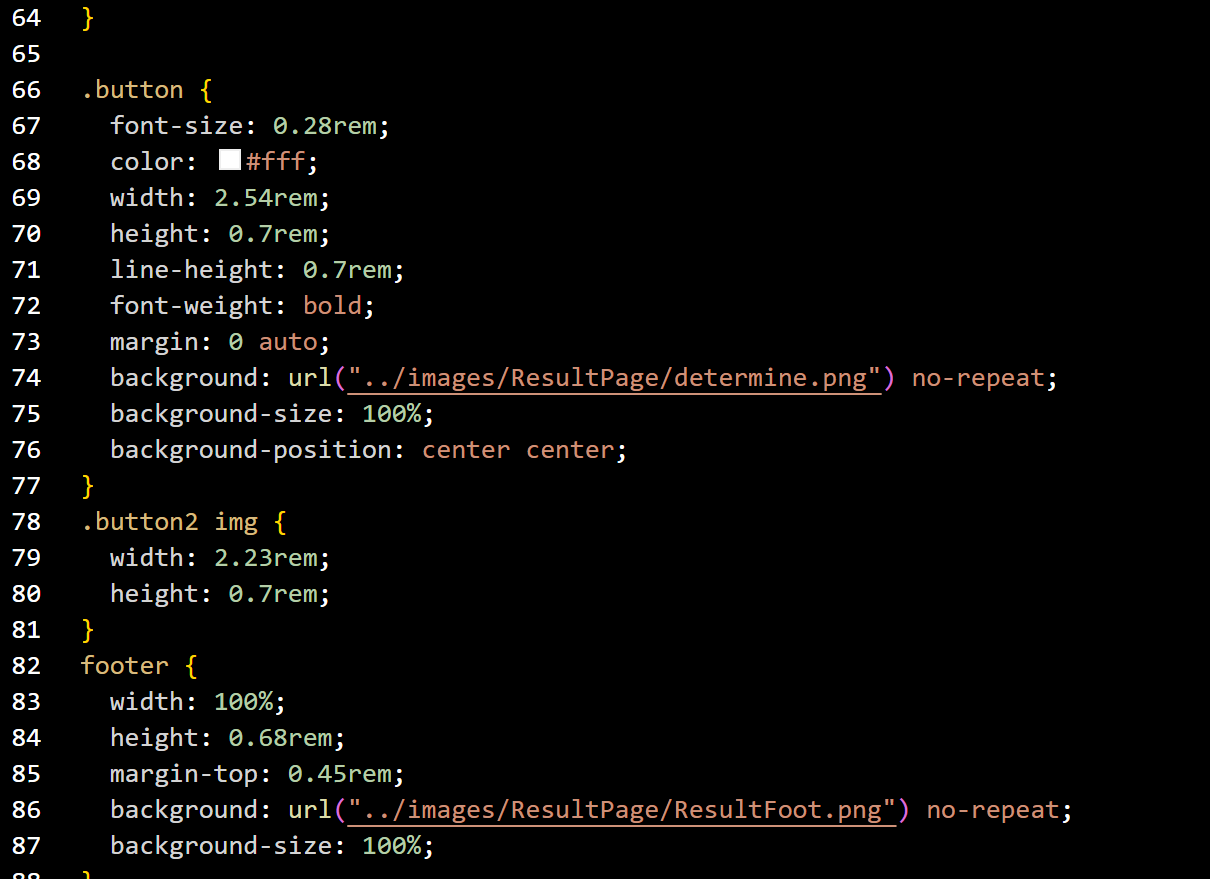 64 }
65
66 .button {
67 font-size: 0.28rem;
68 color: #fff;
69 width: 2.54rem;
70 height: 0.7rem;
71 line-height: 0.7rem;
72 font-weight: bold;
73 margin: 0 auto;
74 background: url("../images/ResultPage/determine.png") no-repeat;
75 background-size: 100%;
76 background-position: center center;
77 }
78 .button2 img {
79 width: 2.23rem;
80 height: 0.7rem;
81 }
82 footer {
83 width: 100%;
84 height: 0.68rem;
85 margin-top: 0.45rem;
86 background: url("../images/ResultPage/ResultFoot.png") no-repeat;
87 background-size: 100%;
88 }